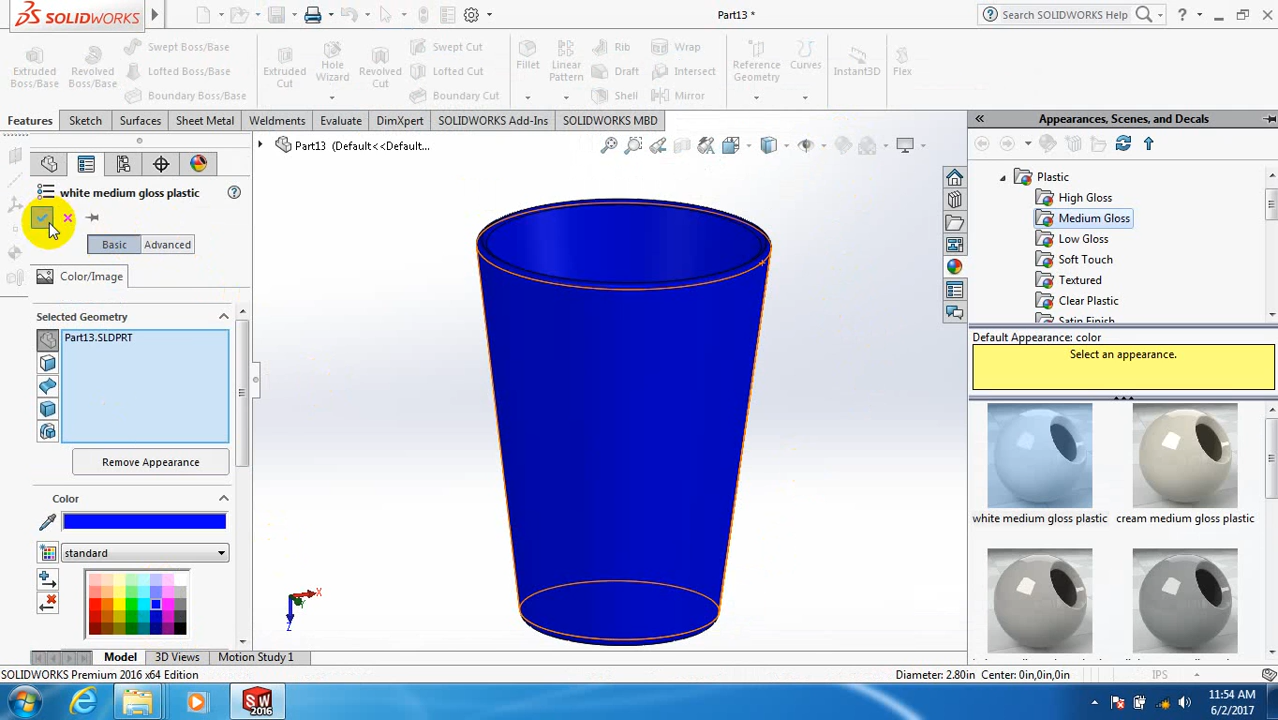 SOLIDWORKS
Part13 *
Search SOLIDWORKS Help
Extruded Boss/Base
Revolved Boss/Base
Swept Boss/Base
Lofted Boss/Base
Boundary Boss/Base
Extruded Cut
Hole Wizard
Revolved Cut
Swept Cut
Lofted Cut
Boundary Cut
Fillet
Linear Pattern
Rib
Draft
Shell
Wrap
Intersect
Mirror
Reference Geometry
Curves
Instant3D
Flex
Features
Sketch
Surfaces
Sheet Metal
Weldments
Evaluate
DimXpert
SOLIDWORKS Add-Ins
SOLIDWORKS MBD
white medium gloss plastic
Basic
Advanced
Color/Image
Selected Geometry
Part13.SLDPRT
Remove Appearance
Color
standard
Part13 (Default<<Default...
X
Y
Z
Appearances, Scenes, and Decals
Plastic
High Gloss
Medium Gloss
Low Gloss
Soft Touch
Textured
Clear Plastic
Satin Finish
Default Appearance: color
Select an appearance.
white medium gloss plastic
cream medium gloss plastic
Model
3D Views
Motion Study 1
SOLIDWORKS Premium 2016 x64 Edition
Diameter: 2.80in Center: 0in,0in,0in
IPS
SW
2016
11:54 AM
6/2/2017